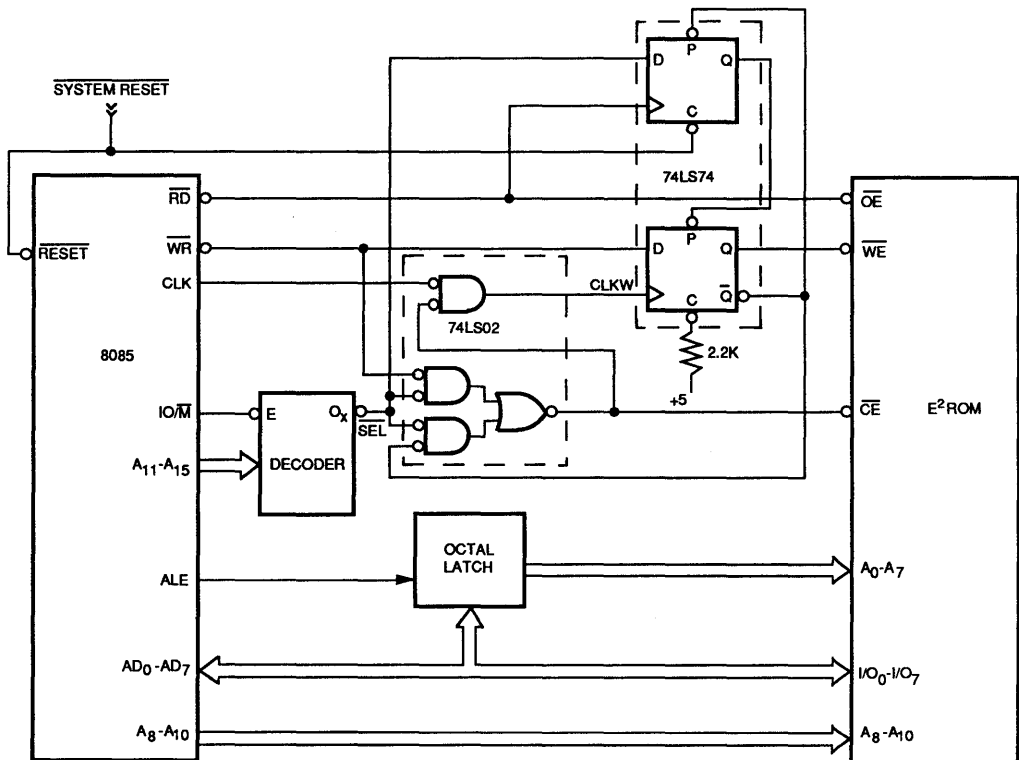 SYSTEM RESET
P
D
Q
C
74LS74
RD
OE
RESET
WR
P
D
Q
WE
CLK
CLKW
C
Q
74LS02
2.2K
8085
+5
IO/M
E
Ox
SEL
CE
E²ROM
A11-A15
DECODER
OCTAL
LATCH
ALE
A0-A7
AD0-AD7
I/O0-I/O7
A8-A10
A8-A10